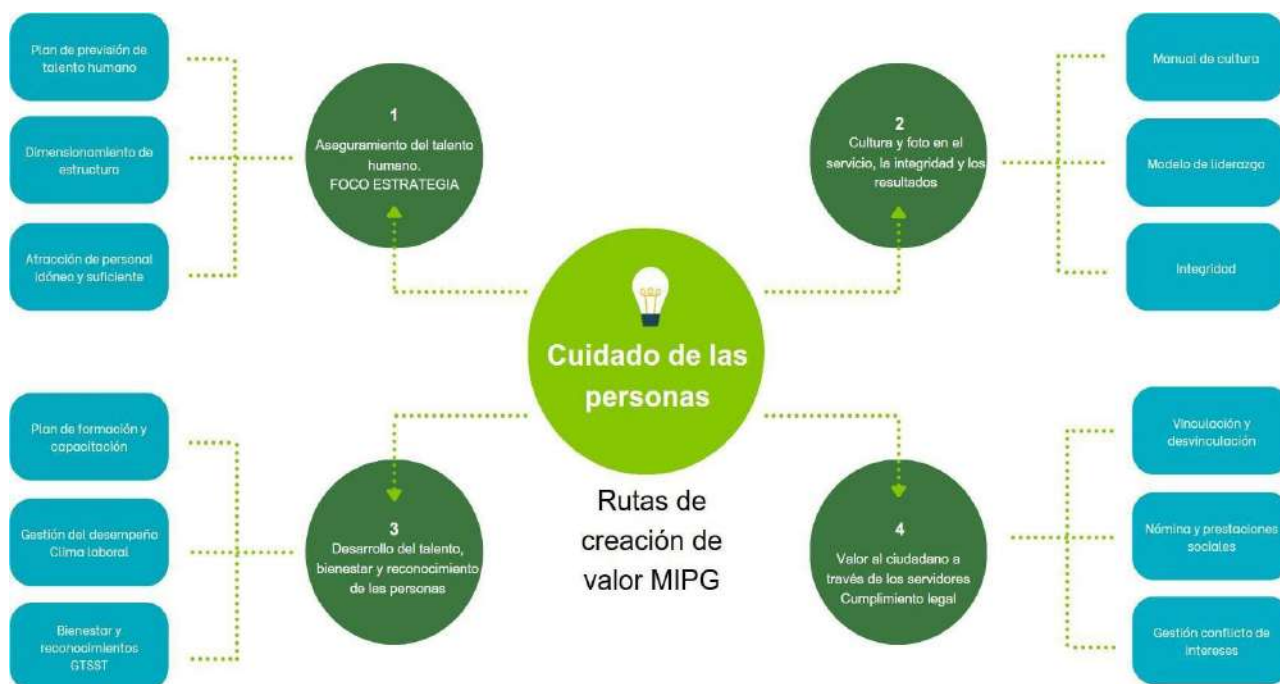 Plan de previsión de
talento humano
Dimensionamiento de
estructura
Atracción de personal
idóneo y suficiente
1
Aseguramiento del talento
humano.
FOCO ESTRATEGIA
2
Cultura y foto en el
servicio, la integridad y los
resultados
Manual de cultura
Modelo de liderazgo
Integridad
Cuidado de las
personas
Rutas de
creación de
valor MIPG
Plan de formación y
capacitación
Gestión del desempeño
Clima laboral
Bienestar y
reconocimientos
GTSST
3
Desarrollo del talento,
bienestar y reconocimiento
de las personas
4
Valor al ciudadano a
través de los servidores
Cumplimiento legal
Vinculación y
desvinculación
Nómina y prestaciones
sociales
Gestión conflicto de
intereses